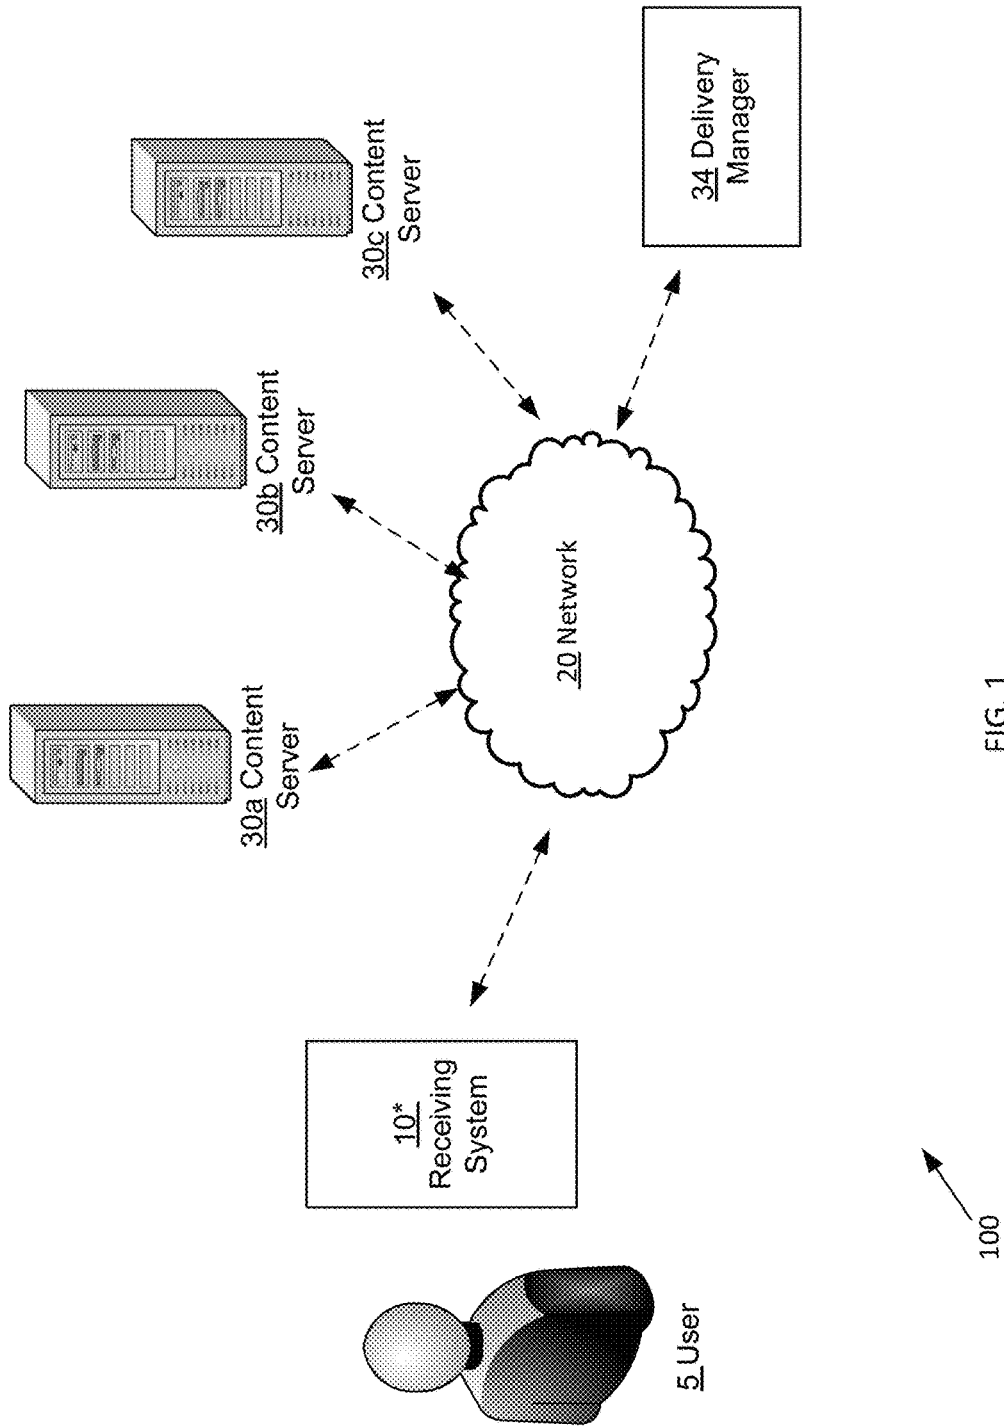 30a Content
Server
30b Content
Server
30c Content
Server
10*
Receiving
System
20 Network
34 Delivery
Manager
5 User
100
FIG. 1